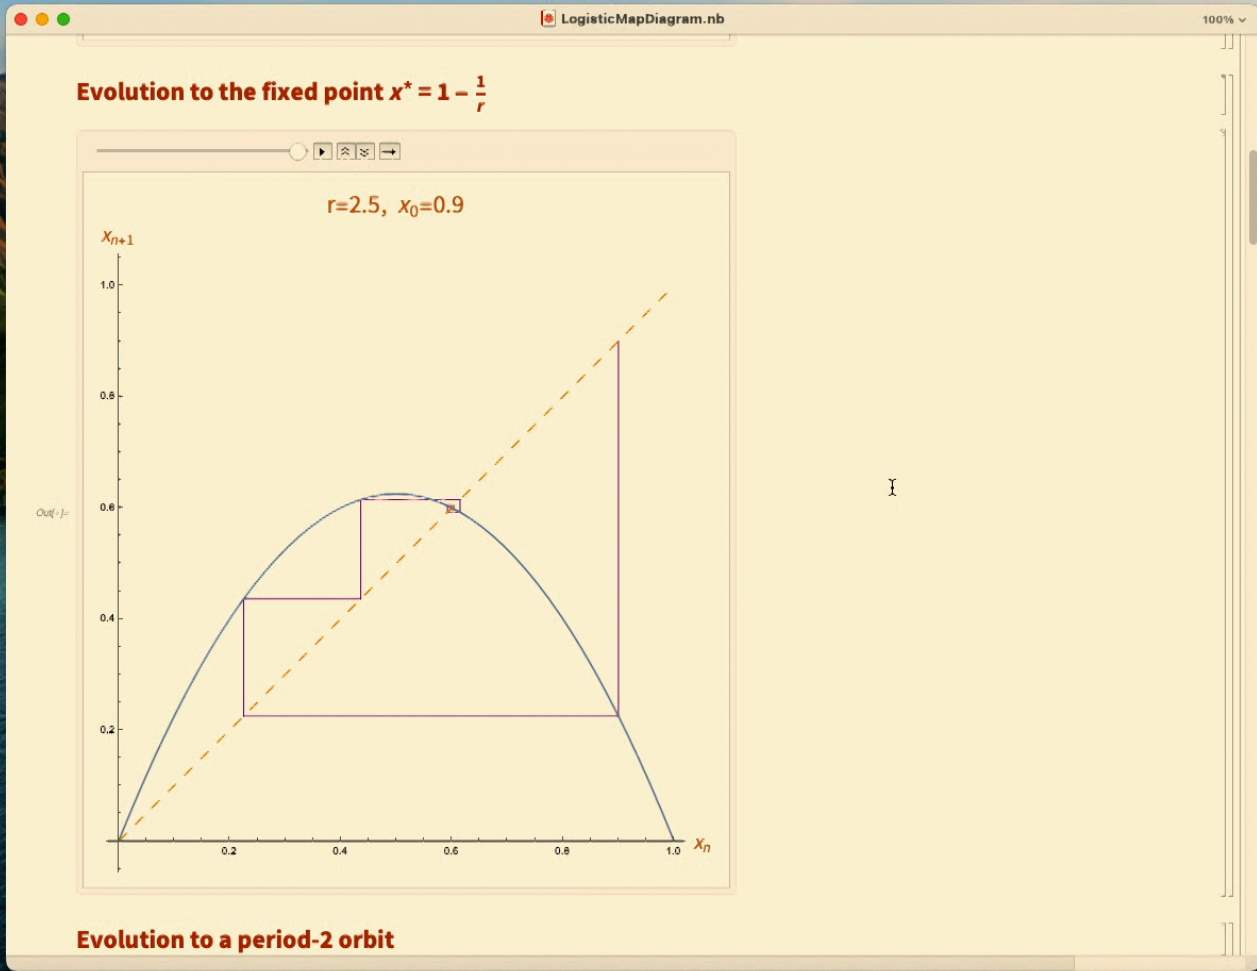 LogisticMapDiagram.nb
100%
Evolution to the fixed point x* = 1 − 1/r
r=2.5, x₀=0.9
xₙ₊₁
1.0
0.8
0.6
Out[•]=
0.4
0.2
0.2 0.4 0.6 0.8 1.0 xₙ
Evolution to a period-2 orbit